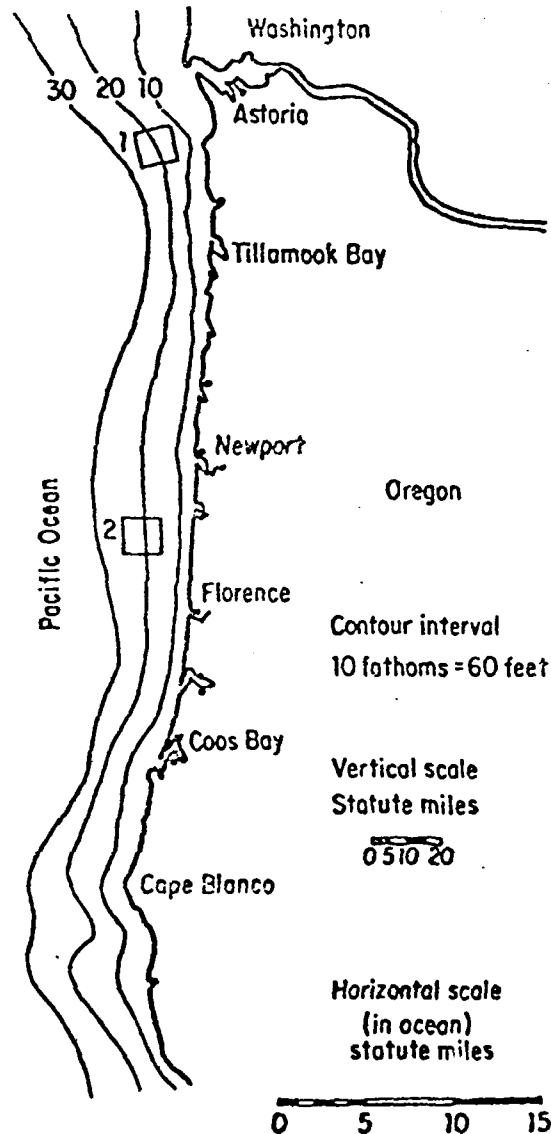 Washington
30 20 10
Astoria
1
Tillamook Bay
Newport
Oregon
Pacific Ocean
2
Florence
Contour interval
10 fathoms = 60 feet
Coos Bay
Vertical scale
Statute miles
0 5 10 20
Cape Blanco
Horizontal scale
(in ocean)
statute miles
0 5 10 15